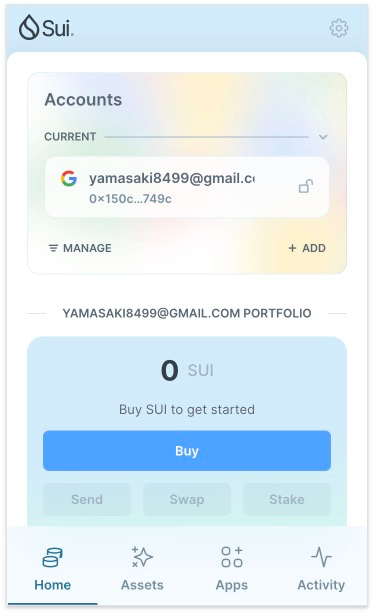 Sui
Accounts
CURRENT
yamasaki8499@gmail.c
0×150c...749c
MANAGE
+ ADD
YAMASAKI8499@GMAIL.COM PORTFOLIO
0 SUI
Buy SUI to get started
Buy
Send
Swap
Stake
Home
Assets
Apps
Activity